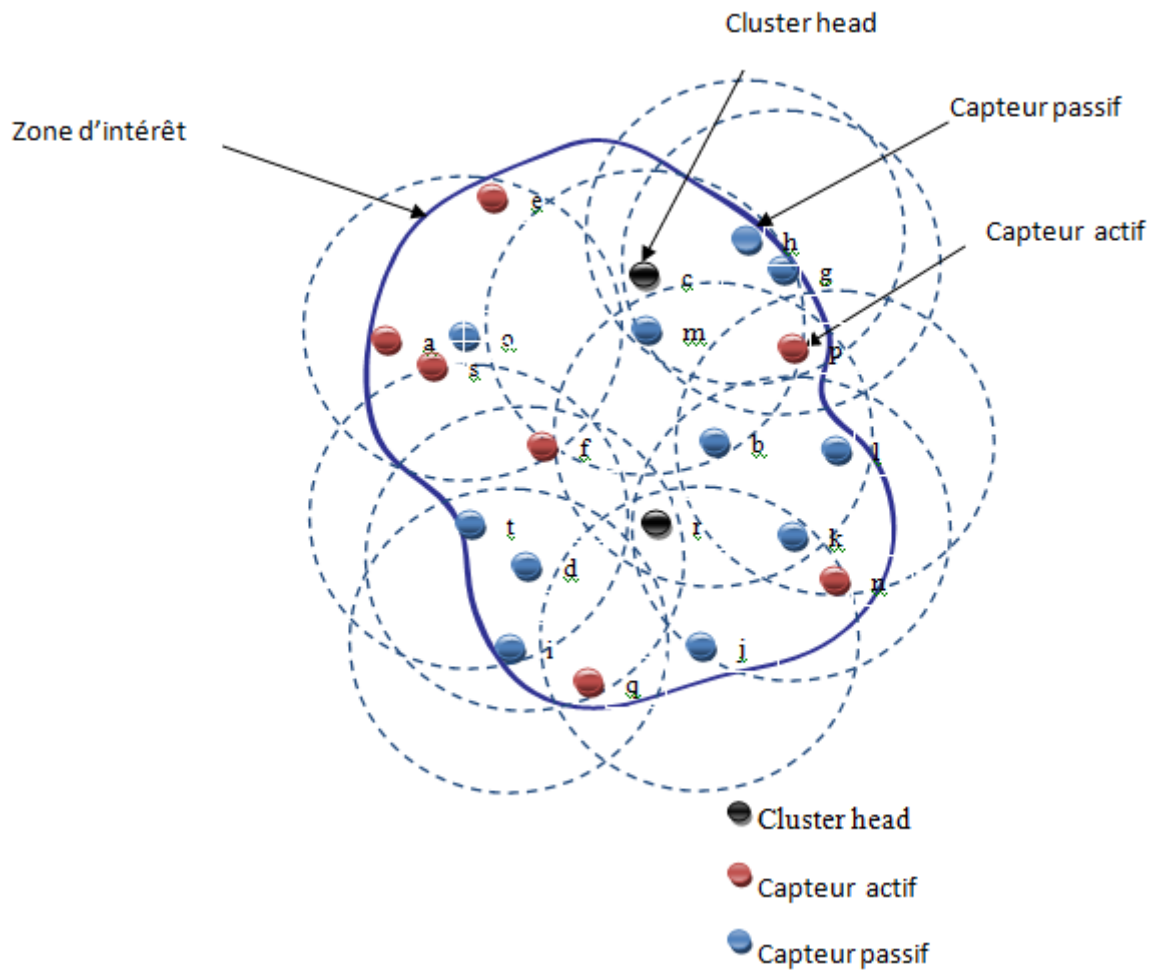 Cluster head
Capteur passif
Zone d'intérêt
Capteur actif
e
h
g
c
m
p
a
o
s
f
b
l
t
r
k
d
n
i
j
q
Cluster head
Capteur actif
Capteur passif